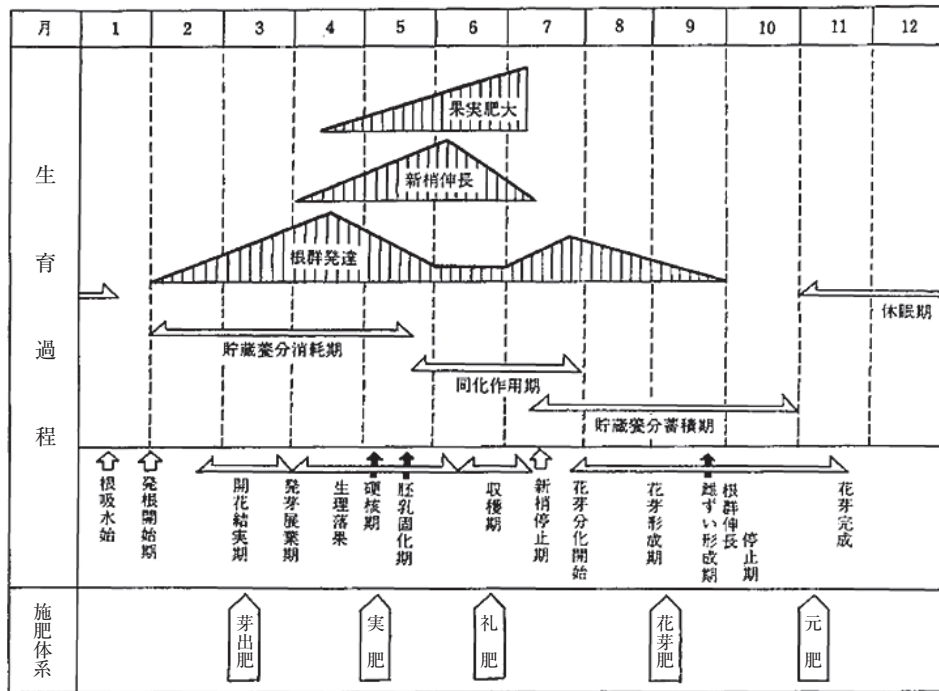 月 1 2 3 4 5 6 7 8 9 10 11 12
生育過程
果実肥大
新梢伸長
根群発達
休眠期
貯蔵養分消耗期
同化作用期
貯蔵養分蓄積期
根吸水始
発根開始期
開花結実期
発芽展葉期
生理落果
硬核期
胚乳固化期
収穫期
新梢停止期
花芽分化開始
花芽形成期
雌ずい形成期
根群伸長
停止期
花芽完成
施肥体系
芽出肥
実肥
礼肥
花芽肥
元肥